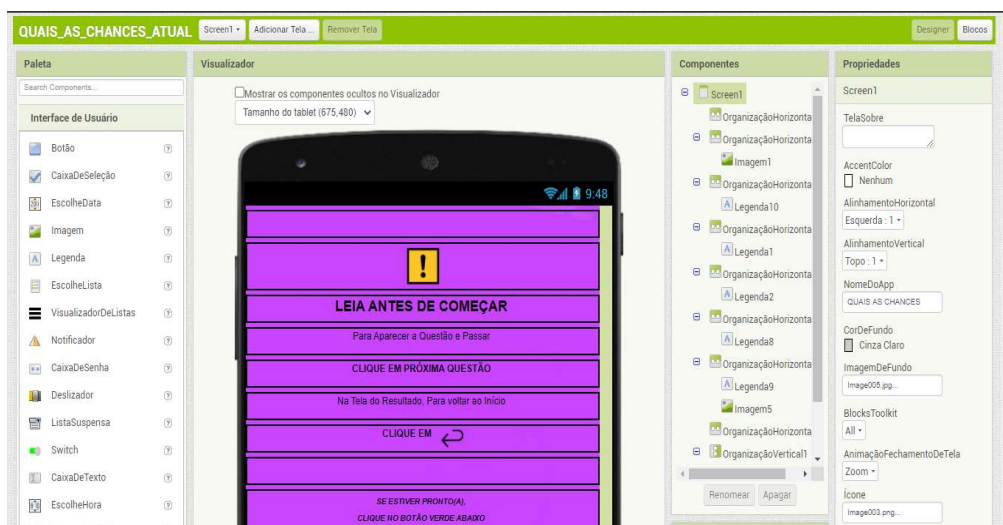 QUAIS_AS_CHANCES_ATUAL
Screen1
Adicionar Tela ...
Remover Tela
Designer
Blocos
Paleta
Search Components...
Interface de Usuário
Botão
CaixaDeSeleção
EscolheData
Imagem
Legenda
EscolheLista
VisualizadorDeListas
Notificador
CaixaDeSenha
Deslizador
ListaSuspensa
Switch
CaixaDeTexto
EscolheHora
Visualizador
Mostrar os componentes ocultos no Visualizador
Tamanho do tablet (675,480)
9:48
!
LEIA ANTES DE COMEÇAR
Para Aparecer a Questão e Passar
CLIQUE EM PRÓXIMA QUESTÃO
Na Tela do Resultado, Para voltar ao Início
CLIQUE EM
SE ESTIVER PRONTO(A),
CLIQUE NO BOTÃO VERDE ABAIXO
Componentes
Screen1
OrganizaçãoHorizonta
OrganizaçãoHorizonta
Imagem1
OrganizaçãoHorizonta
Legenda10
OrganizaçãoHorizonta
Legenda1
OrganizaçãoHorizonta
Legenda2
OrganizaçãoHorizonta
Legenda8
OrganizaçãoHorizonta
Legenda9
Imagem5
OrganizaçãoHorizonta
OrganizaçãoVertical1
Renomear
Apagar
Propriedades
Screen1
TelaSobre
AccentColor
Nenhum
AlinhamentoHorizontal
Esquerda : 1
AlinhamentoVertical
Topo : 1
NomeDoApp
QUAIS AS CHANCES
CorDeFundo
Cinza Claro
ImagemDeFundo
Image005.jpg...
BlocksToolkit
All
AnimaçãoFechamentoDeTela
Zoom
Ícone
Image003.png...